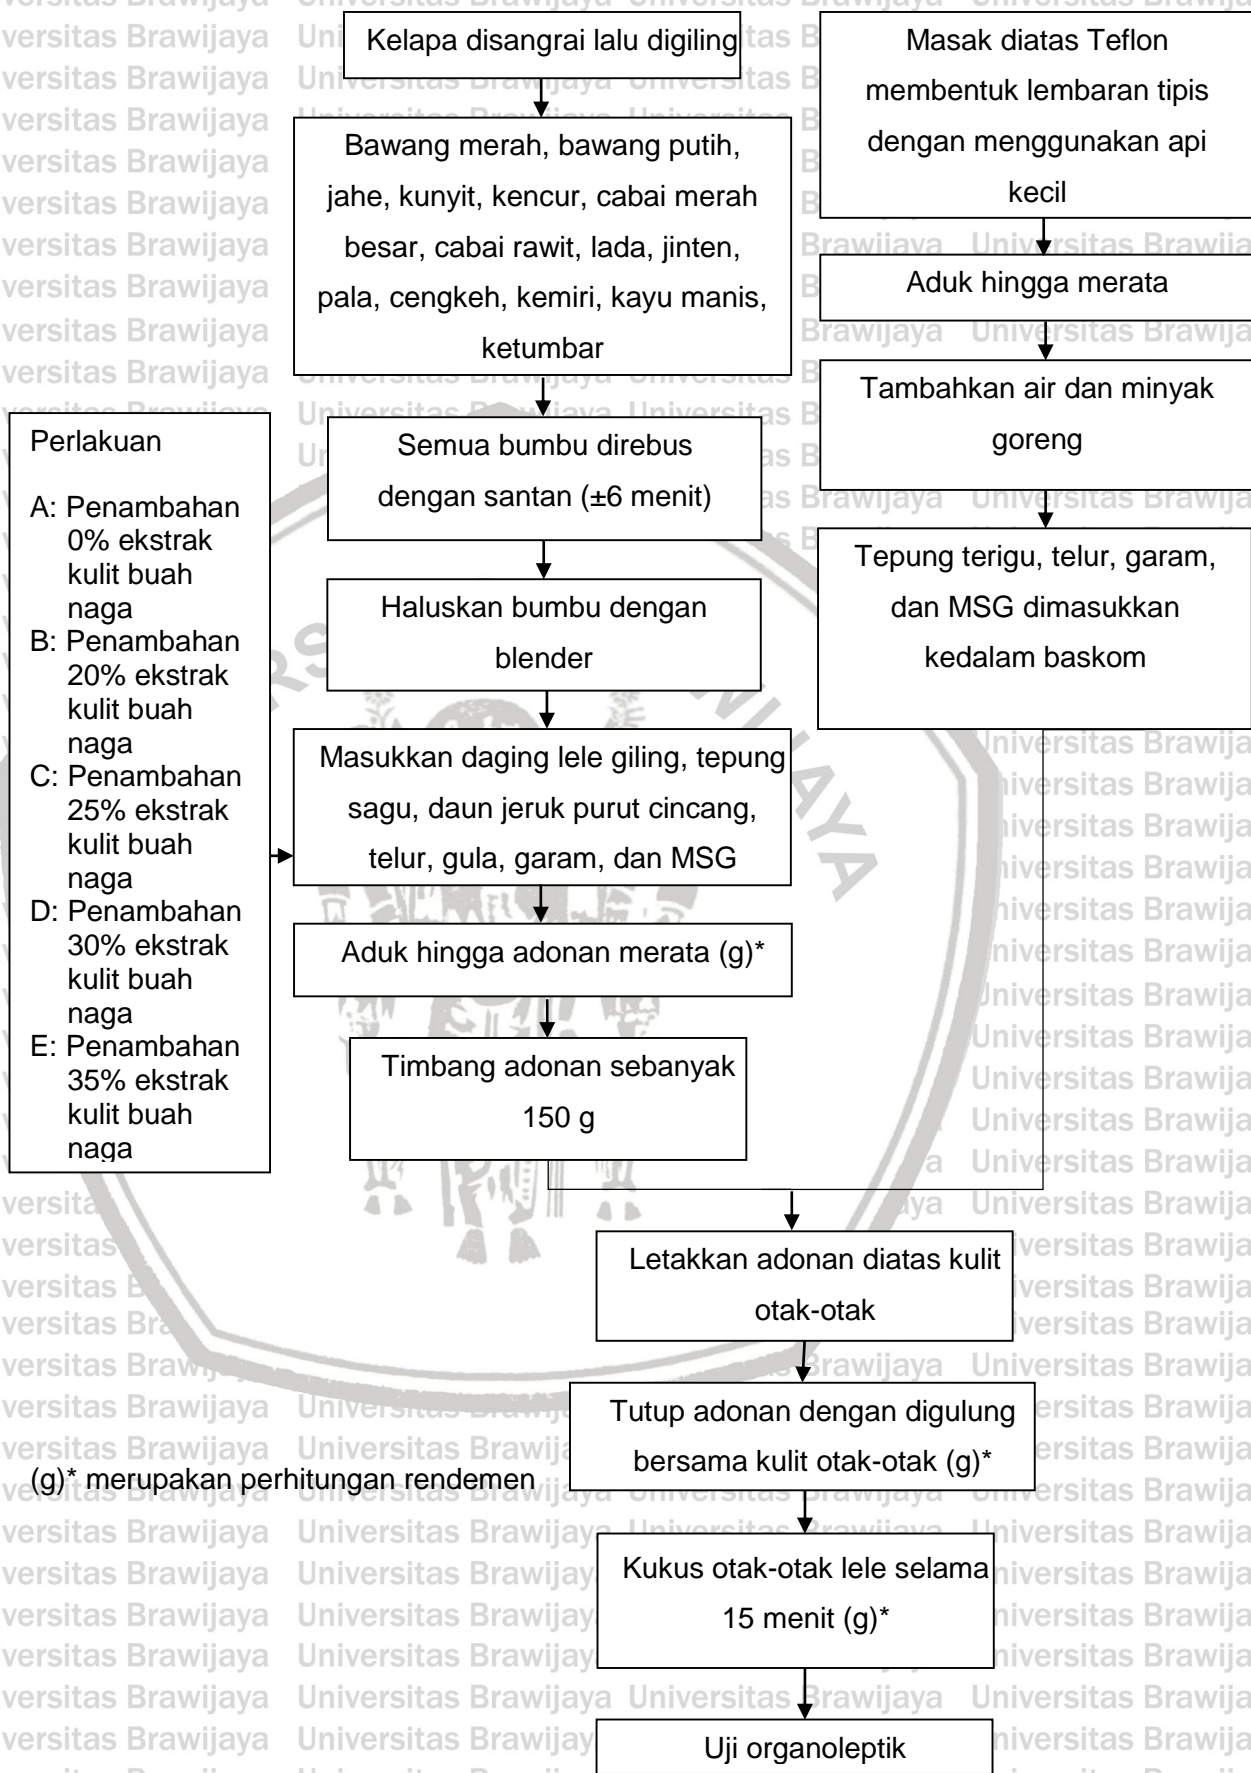 Kelapa disangrai lalu digiling
Bawang merah, bawang putih,
jahe, kunyit, kencur, cabai merah
besar, cabai rawit, lada, jinten,
pala, cengkeh, kemiri, kayu manis,
ketumbar
Semua bumbu direbus
dengan santan (±6 menit)
Haluskan bumbu dengan
blender
Perlakuan
A: Penambahan
0% ekstrak
kulit buah
naga
B: Penambahan
20% ekstrak
kulit buah
naga
C: Penambahan
25% ekstrak
kulit buah
naga
D: Penambahan
30% ekstrak
kulit buah
naga
E: Penambahan
35% ekstrak
kulit buah
naga
Masukkan daging lele giling, tepung
sagu, daun jeruk purut cincang,
telur, gula, garam, dan MSG
Aduk hingga adonan merata (g)*
Timbang adonan sebanyak
150 g
Masak diatas Teflon
membentuk lembaran tipis
dengan menggunakan api
kecil
Aduk hingga merata
Tambahkan air dan minyak
goreng
Tepung terigu, telur, garam,
dan MSG dimasukkan
kedalam baskom
Letakkan adonan diatas kulit
otak-otak
Tutup adonan dengan digulung
bersama kulit otak-otak (g)*
(g)* merupakan perhitungan rendemen
Kukus otak-otak lele selama
15 menit (g)*
Uji organoleptik